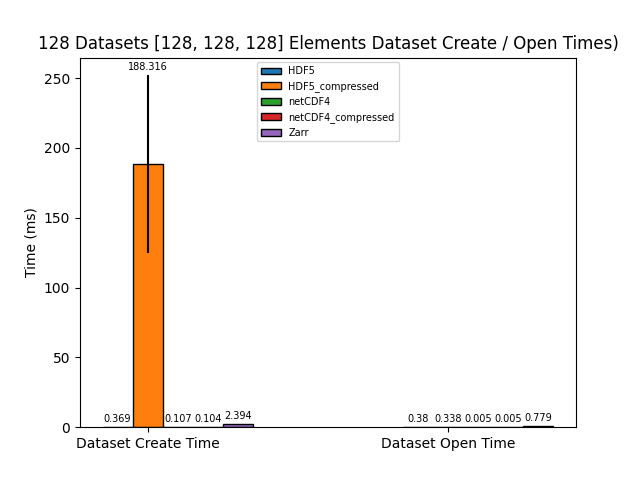 128 Datasets [128, 128, 128] Elements Dataset Create / Open Times)
188.316
HDF5
HDF5_compressed
netCDF4
netCDF4_compressed
Zarr
250
200
150
100
50
0
Time (ms)
0.369
0.107
0.104
2.394
0.38
0.338
0.005
0.005
0.779
Dataset Create Time
Dataset Open Time